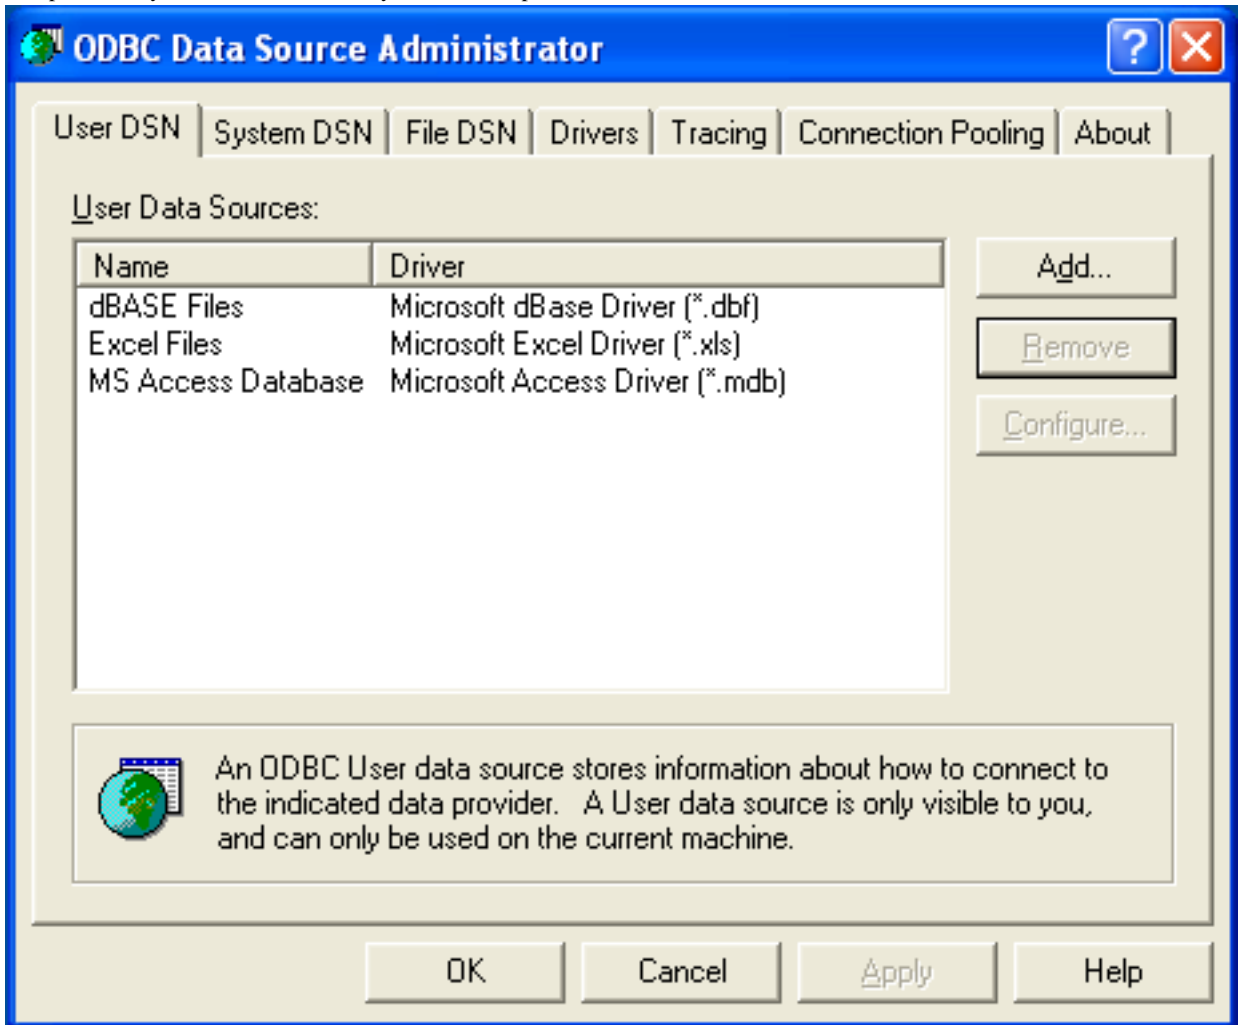 ODBC Data Source Administrator
User DSN System DSN File DSN Drivers Tracing Connection Pooling About
User Data Sources:
Name Driver
dBASE Files Microsoft dBase Driver (*.dbf)
Excel Files Microsoft Excel Driver (*.xls)
MS Access Database Microsoft Access Driver (*.mdb)
Add...
Remove
Configure...
An ODBC User data source stores information about how to connect to
the indicated data provider. A User data source is only visible to you,
and can only be used on the current machine.
OK Cancel Apply Help